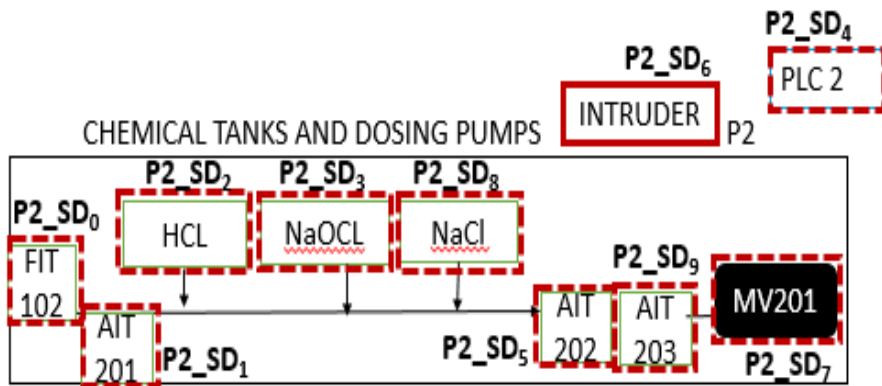 P2_SD4
PLC 2
P2_SD6
INTRUDER
CHEMICAL TANKS AND DOSING PUMPS
P2
P2_SD2
P2_SD3
P2_SD8
P2_SD0
HCL
NaOCL
NaCl
FIT
102
AIT
201
P2_SD1
P2_SD9
AIT
202
P2_SD5
AIT
203
MV201
P2_SD7